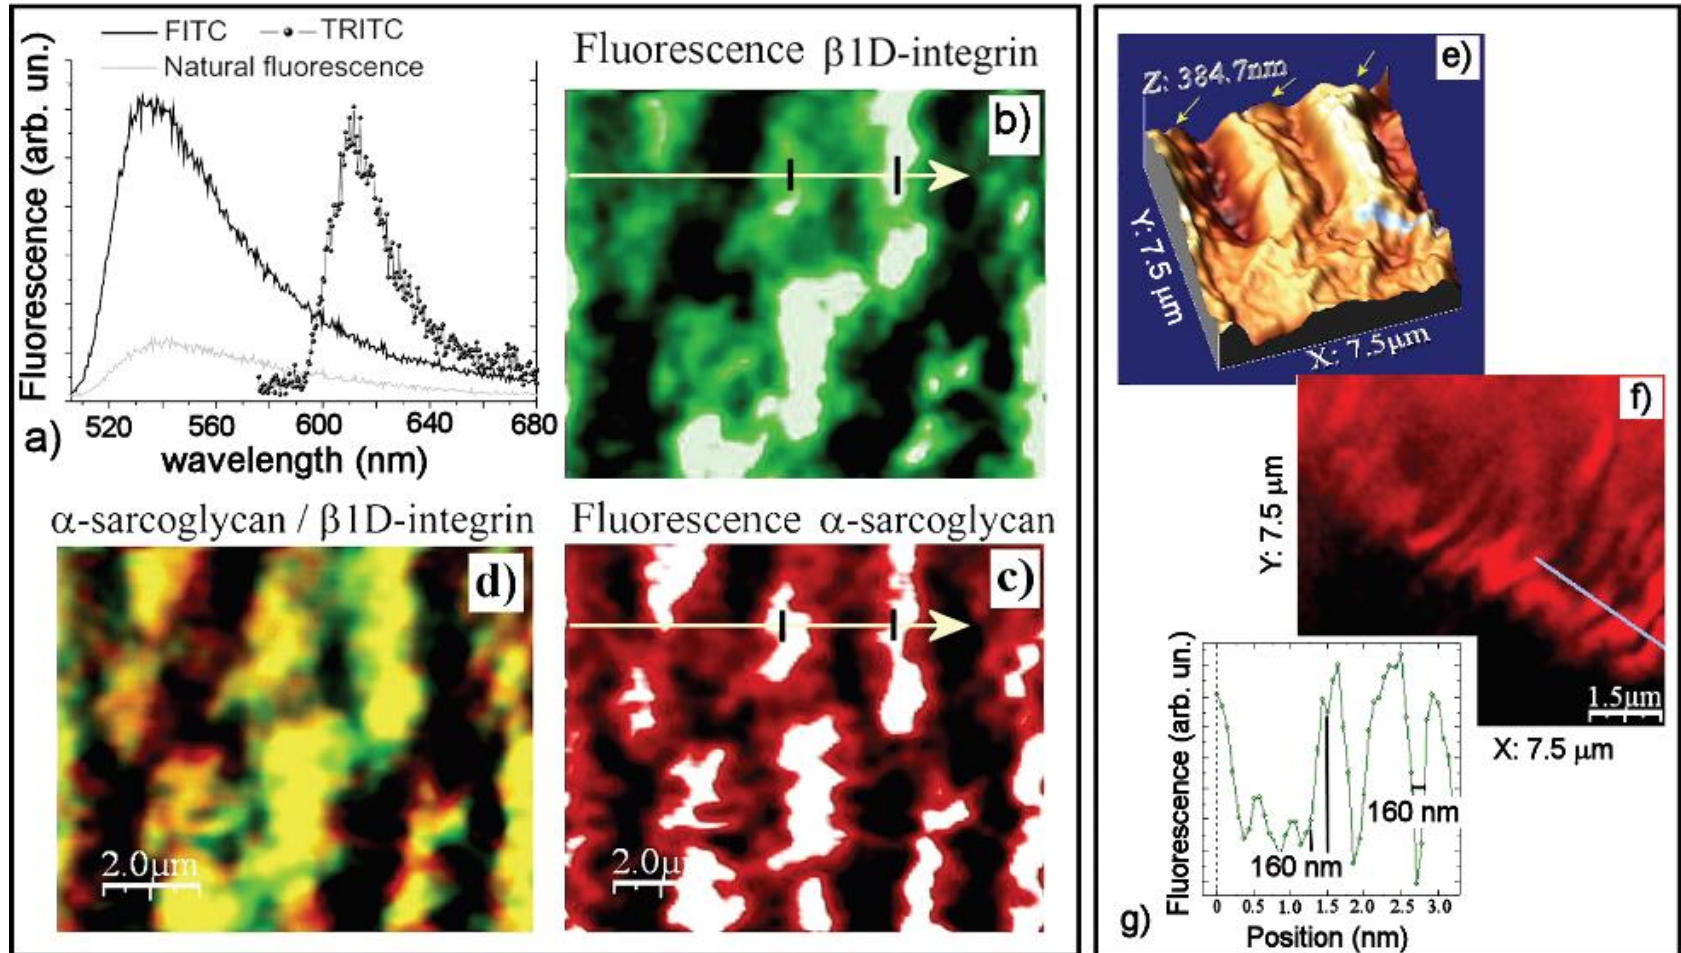 FITC TRITC
Natural fluorescence
Fluorescence (arb. un.)
520 560 600 640 680
wavelength (nm)
a)
Fluorescence β1D-integrin
b)
α-sarcoglycan / β1D-integrin
d)
2.0μm
Fluorescence α-sarcoglycan
c)
2.0μ
e)
Z: 384.7nm
Y: 7.5 μm
X: 7.5μm
f)
Y: 7.5 μm
1.5μm
X: 7.5 μm
Fluorescence (arb. un.)
160 nm
160 nm
0 0.5 1.0 1.5 2.0 2.5 3.0
g)
Position (nm)